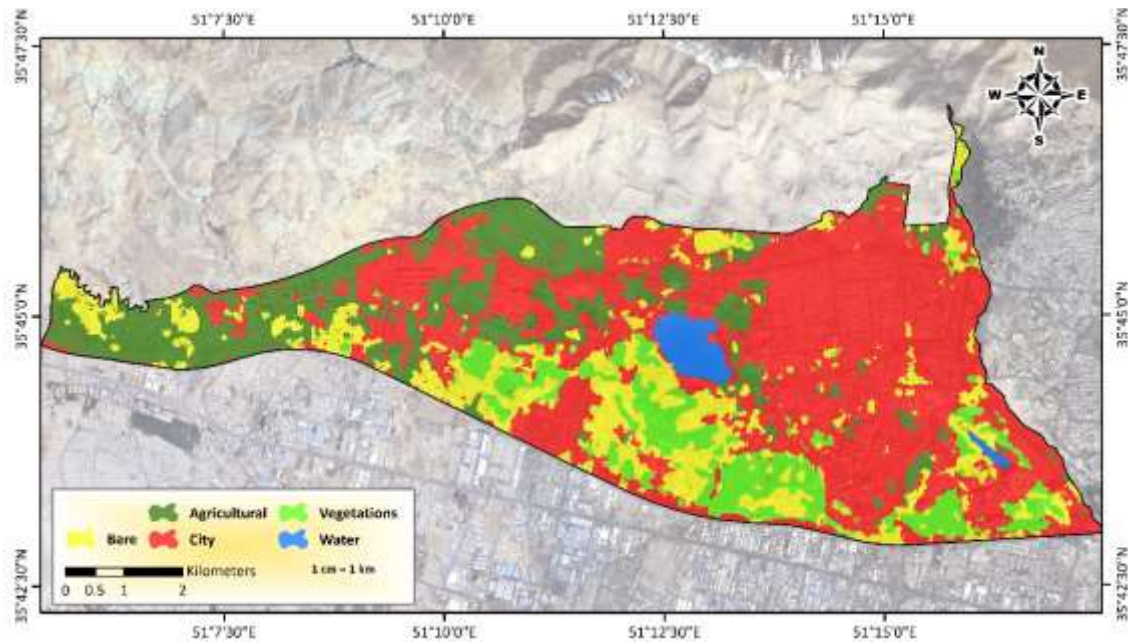 51°7'30"E 51°10'0"E 51°12'30"E 51°15'0"E
35°47'30"N 35°47'30"N
N
W E
S
35°45'0"N 35°45'0"N
Agricultural Vegetations
Bare City Water
Kilometers 1 cm = 1 km
0 0.5 1 2
35°42'30"N 35°42'30"N
51°7'30"E 51°10'0"E 51°12'30"E 51°15'0"E